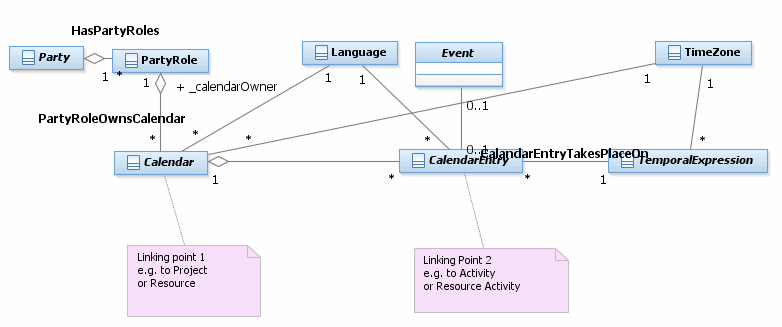 HasPartyRoles
Party
1
*
PartyRole
1
+ _calendarOwner
PartyRoleOwnsCalendar
*
Language
1
1
Event
0..1
TimeZone
1
1
*
*
*
*
0..1
CalandarEntryTakesPlaceOn
Calendar
1
*
CalendarEntry
*
1
TemporalExpression
Linking point 1
e.g. to Project
or Resource
Linking Point 2
e.g. to Activity
or Resource Activity